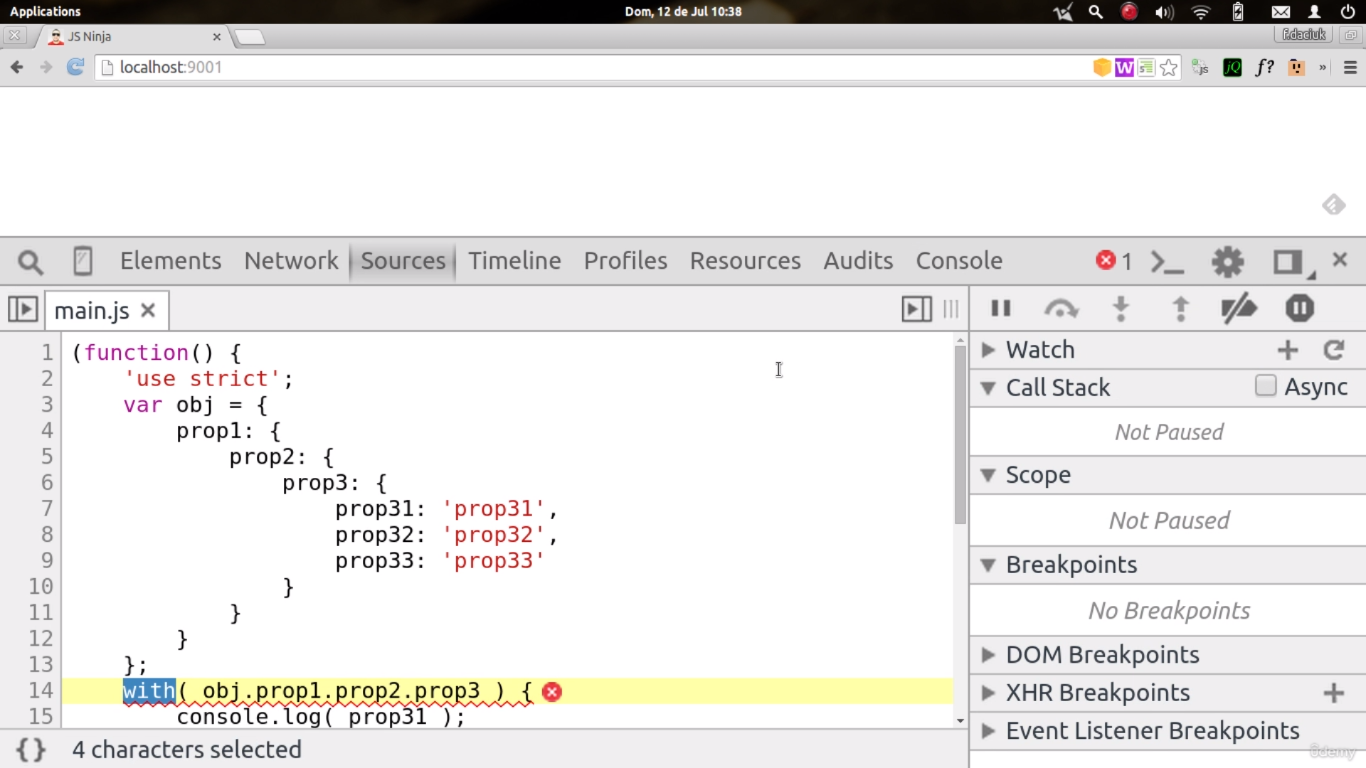 Applications
Dom, 12 de Jul 10:38
JS Ninja
f.daciuk
localhost:9001
W
js
jQ
f?
»
Elements Network Sources Timeline Profiles Resources Audits Console
1
main.js
1 (function() {
2 'use strict';
3 var obj = {
4 prop1: {
5 prop2: {
6 prop3: {
7 prop31: 'prop31',
8 prop32: 'prop32',
9 prop33: 'prop33'
10 }
11 }
12 }
13 };
14 with( obj.prop1.prop2.prop3 ) {
15 console.log( prop31 );
{} 4 characters selected
Watch
Call Stack Async
Not Paused
Scope
Not Paused
Breakpoints
No Breakpoints
DOM Breakpoints
XHR Breakpoints
Event Listener Breakpoints
ûdemy